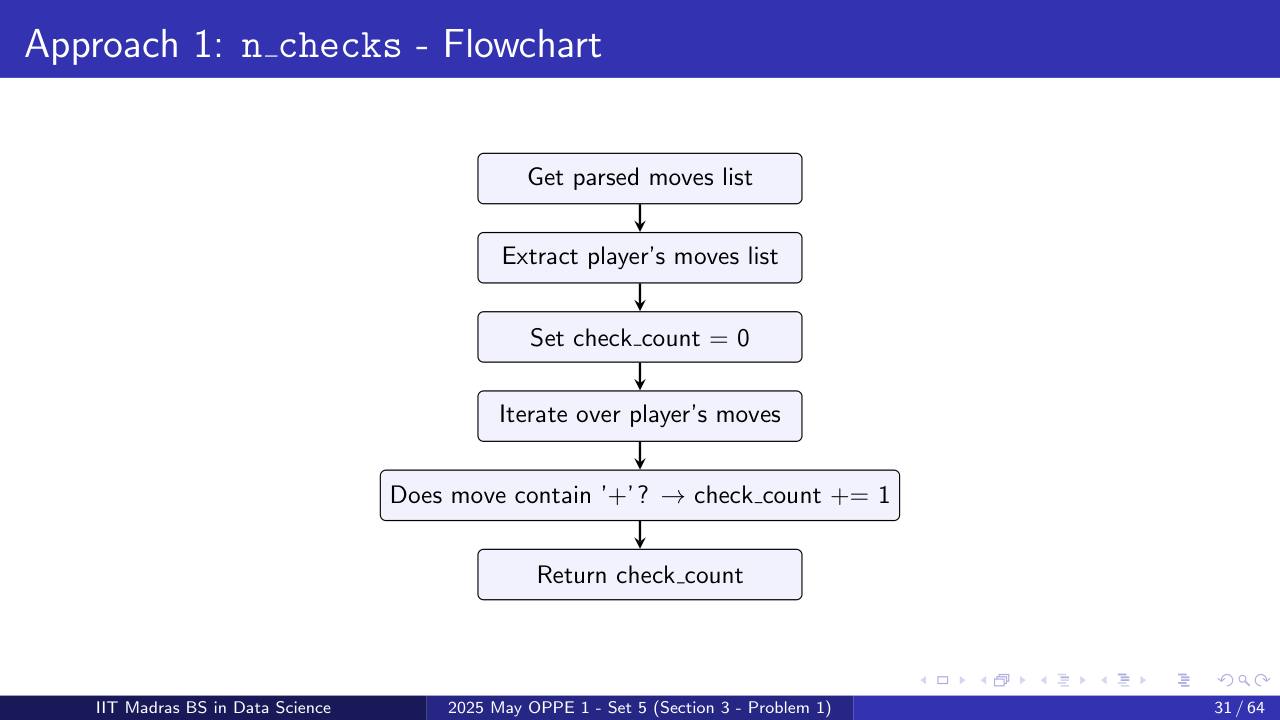 Approach 1: n_checks - Flowchart
Get parsed moves list
Extract player's moves list
Set check_count = 0
Iterate over player's moves
Does move contain '+'? → check_count += 1
Return check_count
IIT Madras BS in Data Science
2025 May OPPE 1 - Set 5 (Section 3 - Problem 1)
31 / 64